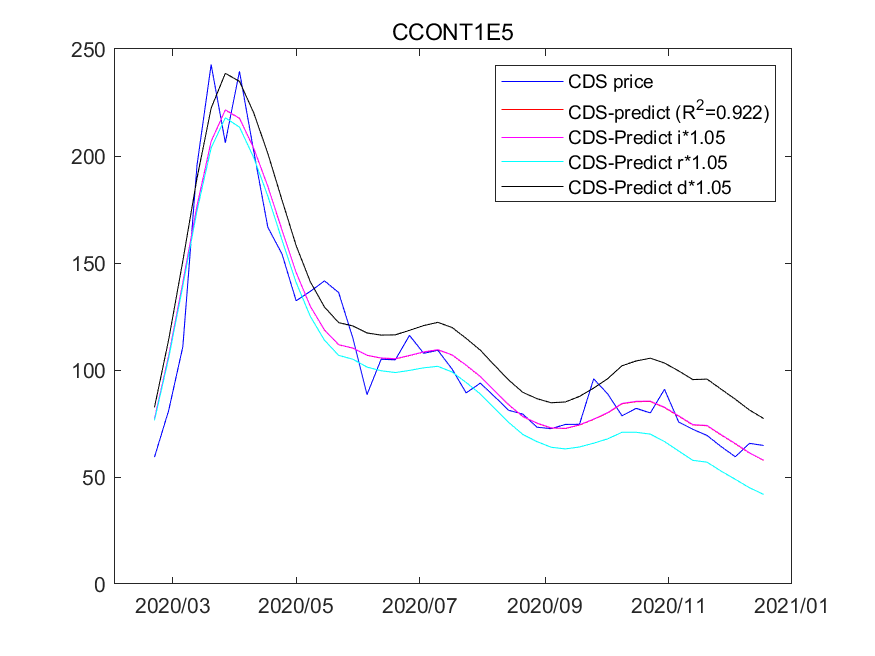 CCONT1E5
250
200
150
100
50
0
CDS price
CDS-predict (R²=0.922)
CDS-Predict i*1.05
CDS-Predict r*1.05
CDS-Predict d*1.05
2020/03 2020/05 2020/07 2020/09 2020/11 2021/01